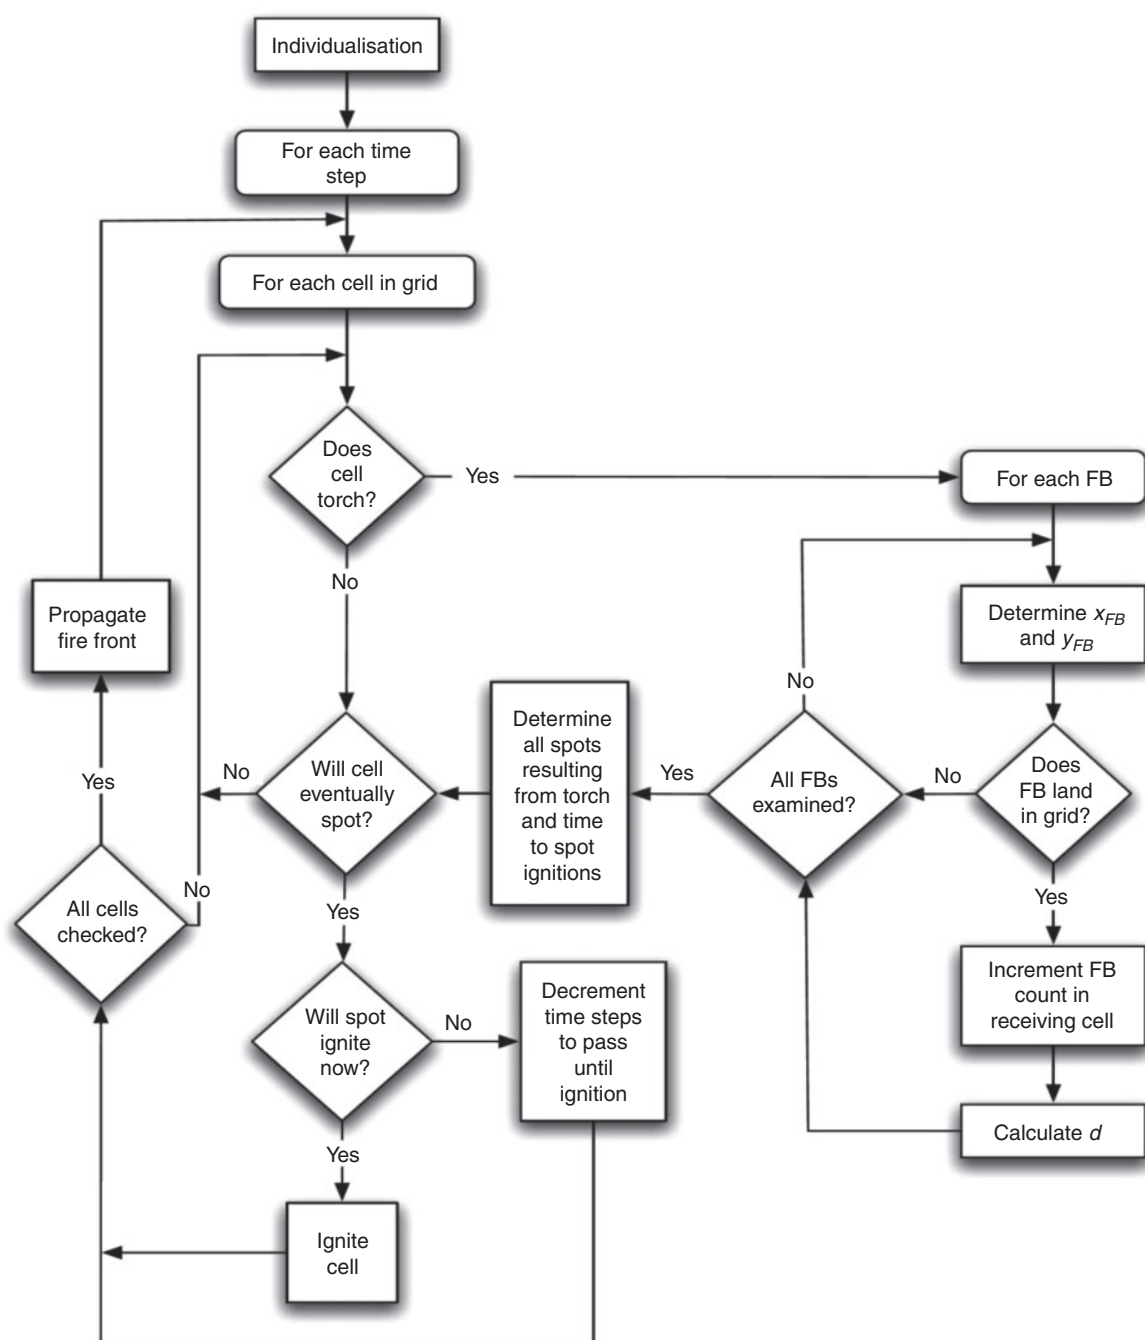 Individualisation
For each time
step
For each cell in grid
Does
cell
torch?
Yes
For each FB
No
Propagate
fire front
Determine x_FB
and y_FB
No
Determine
all spots
resulting
from torch
and time
to spot
ignitions
Yes
No
Will cell
eventually
spot?
Yes
All FBs
examined?
No
Does
FB land
in grid?
No
All cells
checked?
Yes
Yes
Will spot
ignite
now?
No
Decrement
time steps
to pass
until
ignition
Increment FB
count in
receiving cell
Calculate d
Yes
Ignite
cell